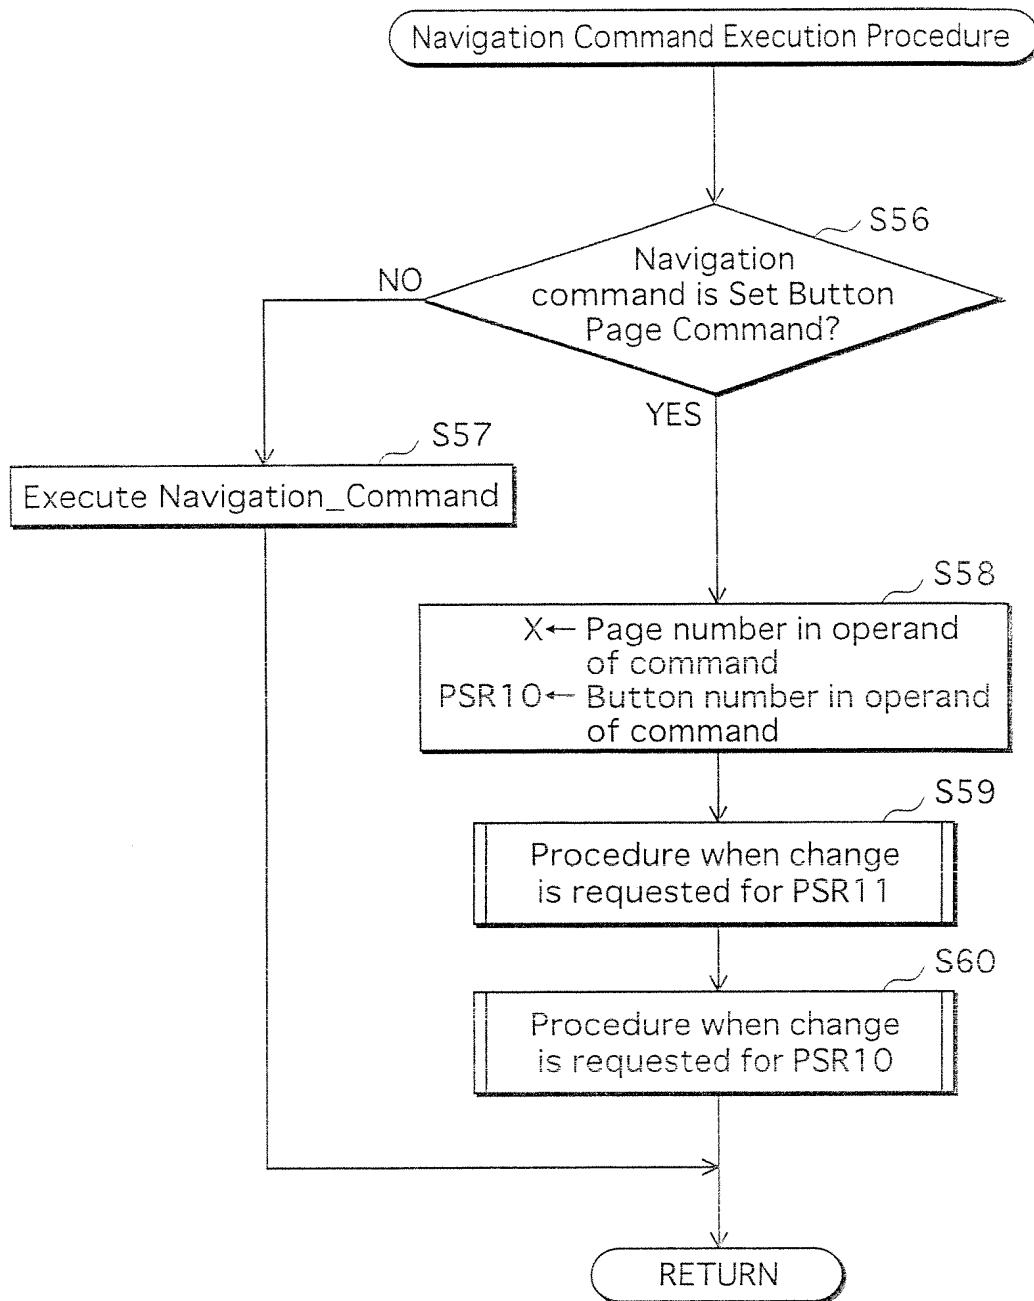 Navigation Command Execution Procedure
S56
Navigation
command is Set Button
Page Command?
NO
YES
S57
Execute Navigation_Command
S58
X← Page number in operand
of command
PSR10← Button number in operand
of command
S59
Procedure when change
is requested for PSR11
S60
Procedure when change
is requested for PSR10
RETURN